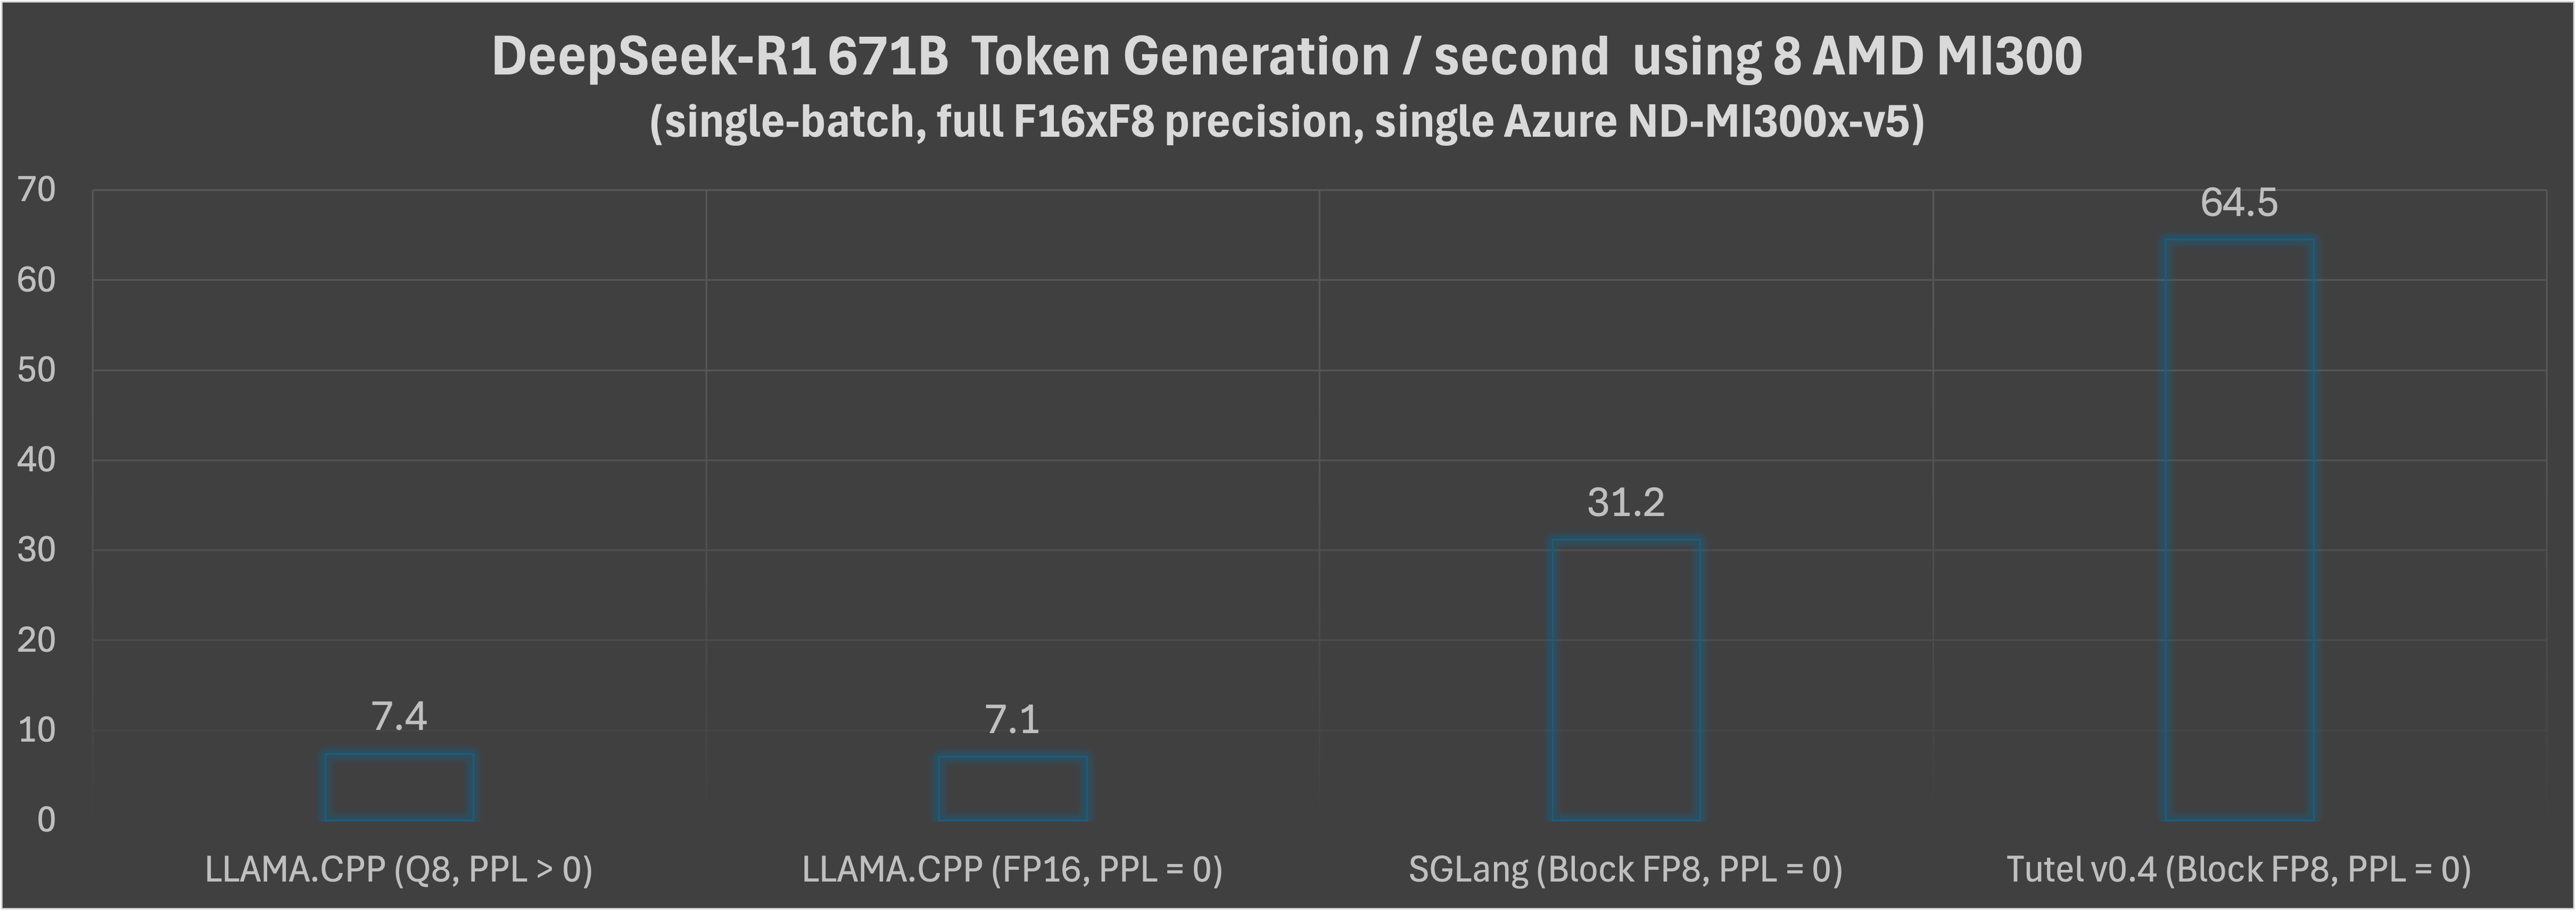 DeepSeek-R1 671B  Token Generation / second  using 8 AMD MI300
(single-batch, full F16xF8 precision, single Azure ND-MI300x-v5)
70
60
50
40
30
20
10
0
7.4
7.1
31.2
64.5
LLAMA.CPP (Q8, PPL > 0)
LLAMA.CPP (FP16, PPL = 0)
SGLang (Block FP8, PPL = 0)
Tutel v0.4 (Block FP8, PPL = 0)